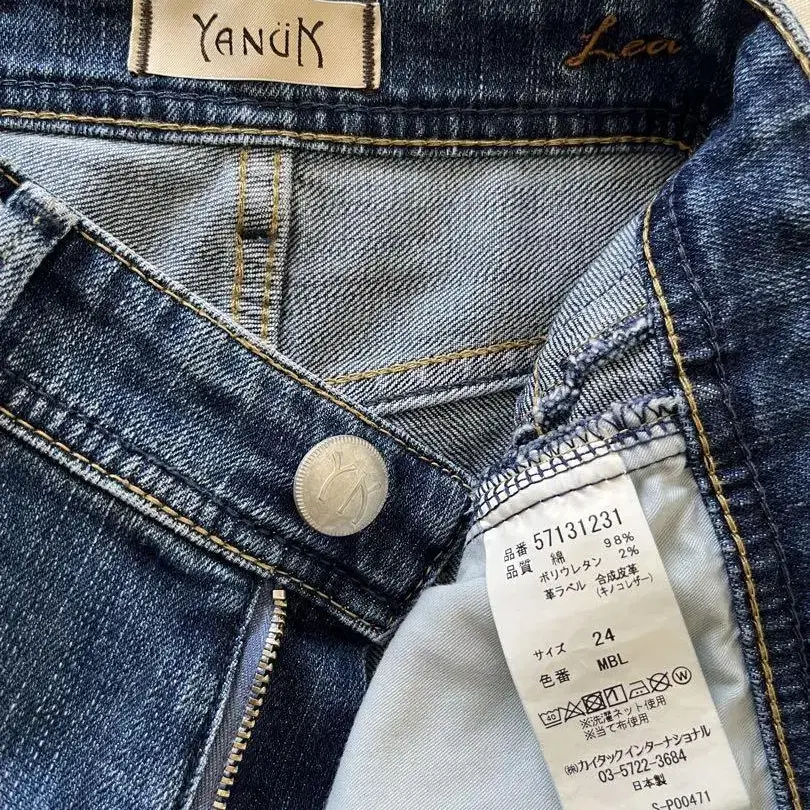 YANÜK
Lea
YK
品番 57131231
品質 綿 98%
ポリウレタン 2%
革ラベル 合成皮革
(キノコレザー)
サイズ 24
色番 MBL
40
※洗濯ネット使用
※当て布使用
㈱カイタックインターナショナル
03-5722-3684
日本製
S-P00471